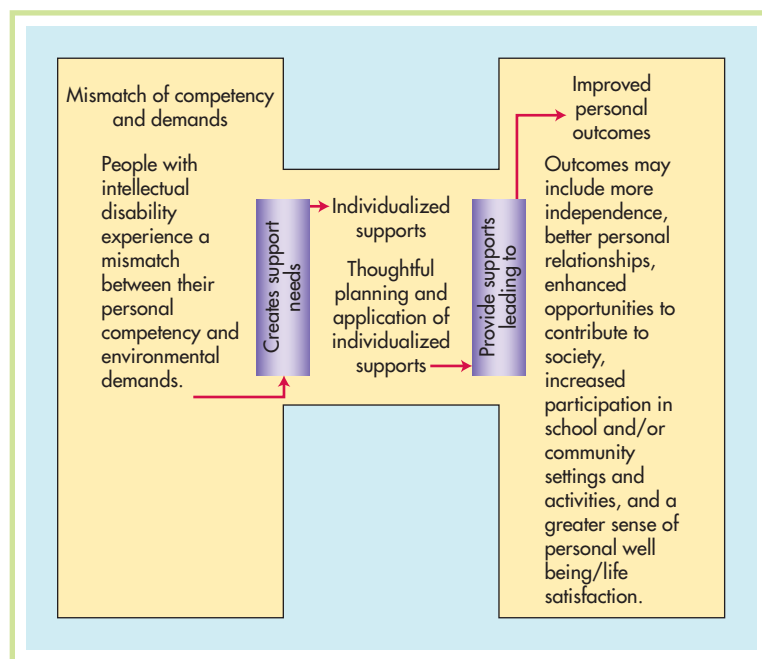 Mismatch of competency
and demands
People with
intellectual
disability
experience a
mismatch
between their
personal
competency and
environmental
demands.
Creates support
needs
Individualized
supports
Thoughtful
planning and
application of
individualized
supports
Provide supports
leading to
Improved
personal
outcomes
Outcomes may
include more
independence,
better personal
relationships,
enhanced
opportunities to
contribute to
society,
increased
participation in
school and/or
community
settings and
activities, and a
greater sense of
personal well
being/life
satisfaction.